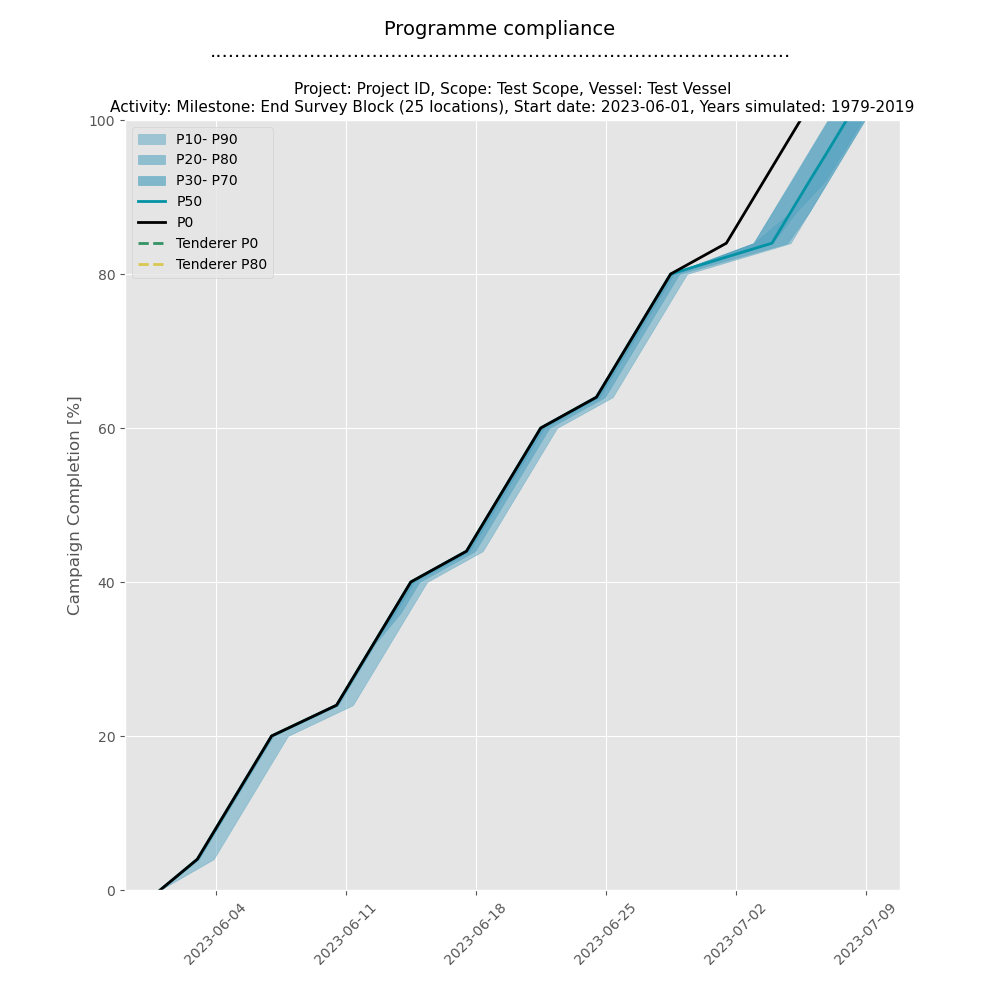 Programme compliance
Project: Project ID, Scope: Test Scope, Vessel: Test Vessel
Activity: Milestone: End Survey Block (25 locations), Start date: 2023-06-01, Years simulated: 1979-2019
P10- P90
P20- P80
P30- P70
P50
P0
Tenderer P0
Tenderer P80
Campaign Completion [%]
100
80
60
40
20
0
2023-06-04
2023-06-11
2023-06-18
2023-06-25
2023-07-02
2023-07-09